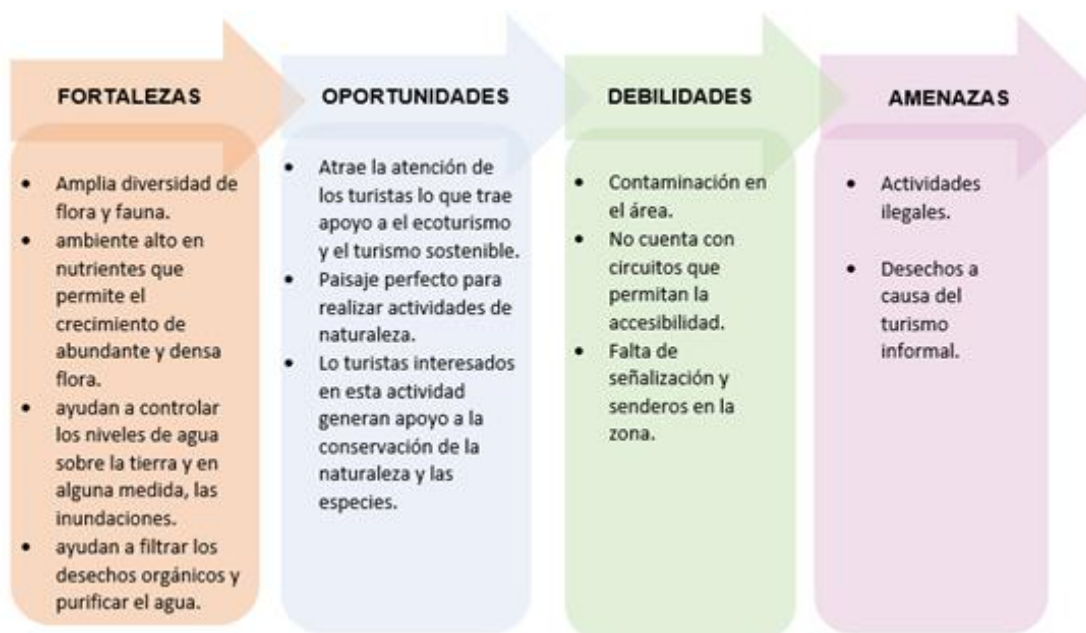 FORTALEZAS
• Amplia diversidad de
flora y fauna.
• ambiente alto en
nutrientes que
permite el
crecimiento de
abundante y densa
flora.
• ayudan a controlar
los niveles de agua
sobre la tierra y en
alguna medida, las
inundaciones.
• ayudan a filtrar los
desechos orgánicos y
purificar el agua.
OPORTUNIDADES
• Atrae la atención de
los turistas lo que trae
apoyo a el ecoturismo
y el turismo sostenible.
• Paisaje perfecto para
realizar actividades de
naturaleza.
• Lo turistas interesados
en esta actividad
generan apoyo a la
conservación de la
naturaleza y las
especies.
DEBILIDADES
• Contaminación en
el área.
• No cuenta con
circuitos que
permitan la
accesibilidad.
• Falta de
señalización y
senderos en la
zona.
AMENAZAS
• Actividades
ilegales.
• Desechos a
causa del
turismo
informal.